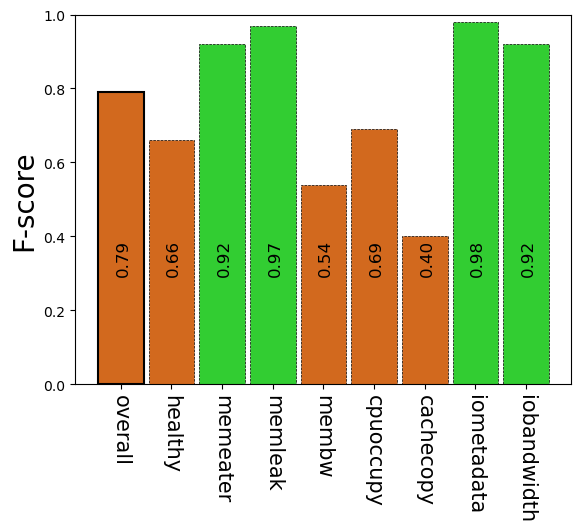 F-score
1.0
0.8
0.6
0.4
0.2
0.0
0.79
0.66
0.92
0.97
0.54
0.69
0.40
0.98
0.92
overall
healthy
memeater
memleak
membw
cpuoccupy
cachecopy
iometadata
iobandwidth